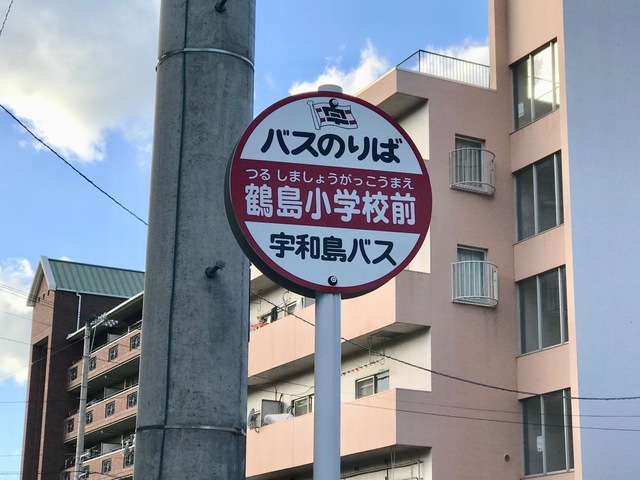 バスのりば
つるしましょうがっこうまえ
鶴島小学校前
宇和島バス